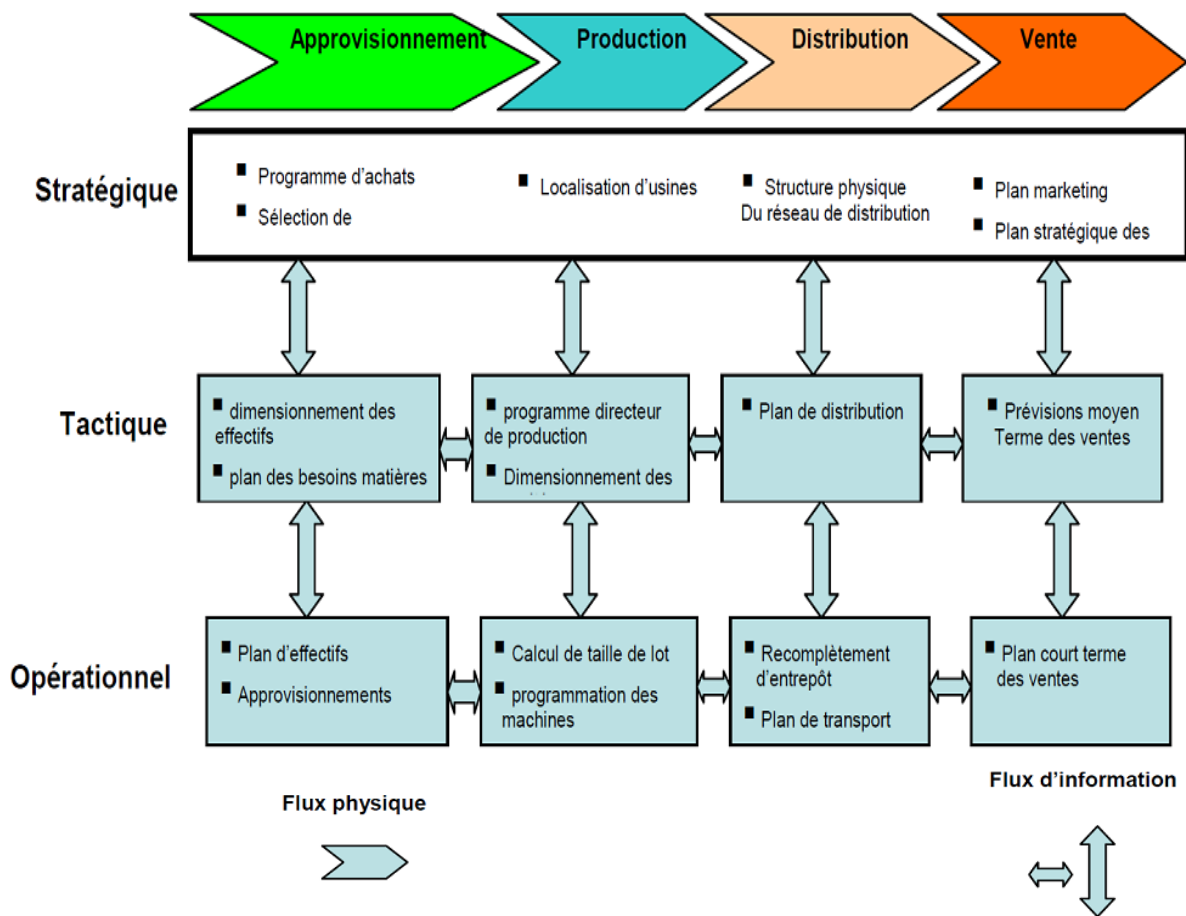 Approvisionnement
Production
Distribution
Vente
Stratégique
■ Programme d'achats
■ Sélection de
■ Localisation d'usines
■ Structure physique
Du réseau de distribution
■ Plan marketing
■ Plan stratégique des
Tactique
■ dimensionnement des
effectifs
■ plan des besoins matières
■ programme directeur
de production
■ Dimensionnement des
■ Plan de distribution
■ Prévisions moyen
Terme des ventes
Opérationnel
■ Plan d'effectifs
■ Approvisionnements
■ Calcul de taille de lot
■ programmation des
machines
■ Recomplètement
d'entrepôt
■ Plan de transport
■ Plan court terme
des ventes
Flux physique
Flux d'information